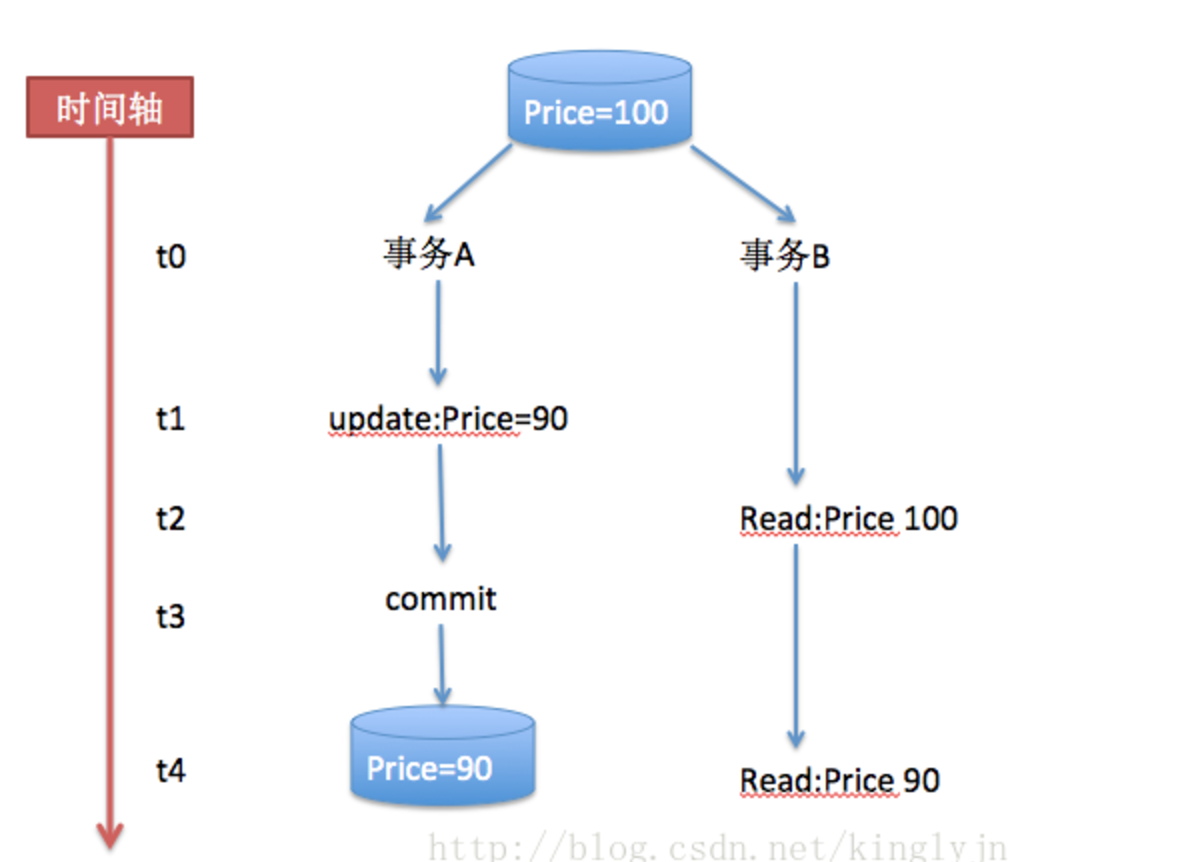 Price=100
时间轴
t0 事务A 事务B
t1 update:Price=90
t2 Read:Price 100
t3 commit
t4 Price=90 Read:Price 90
http://blog.csdn.net/kinglyjn